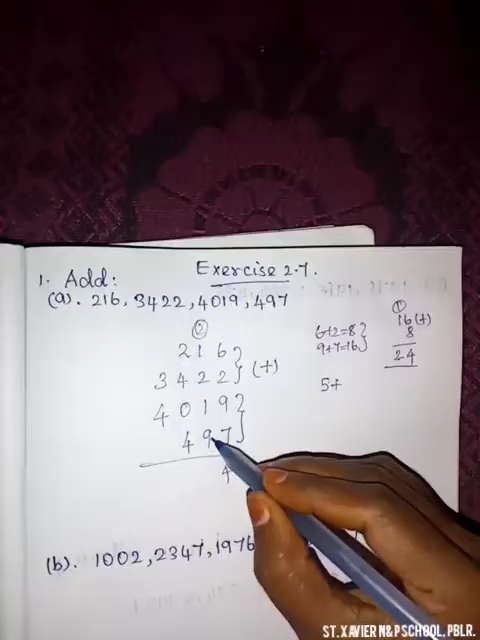 Exercise 2.7.
1. Add:
(a). 216, 3422, 4019, 497
②
2 1 6
3 4 2 2 (+)
4 0 1 9
4 9 7
4
6+2=8
9+7=16
①
16(+)
8
24
5+
(b). 1002, 2347, 1976
ST.XAVIER N&P SCHOOL, PBLR.